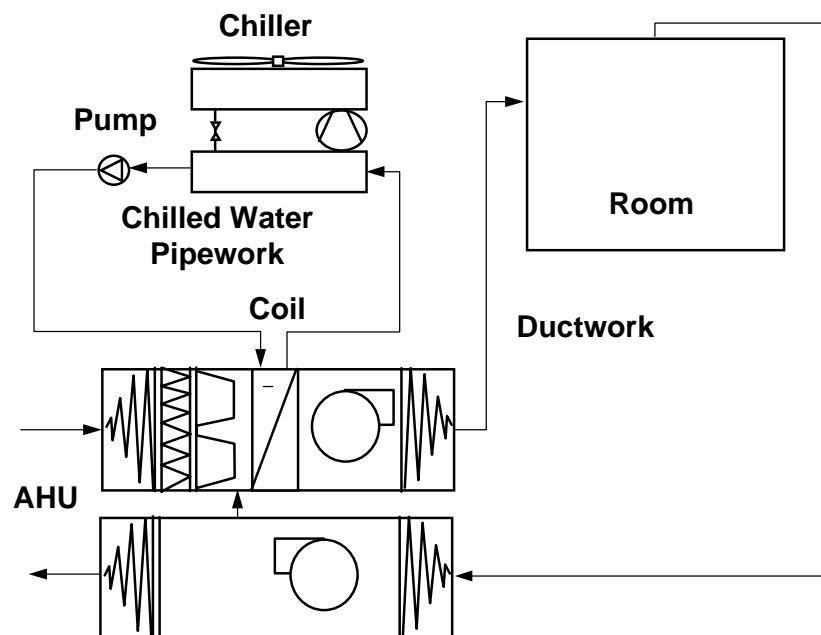 Chiller
Pump
Chilled Water
Pipework
Room
Coil
Ductwork
AHU